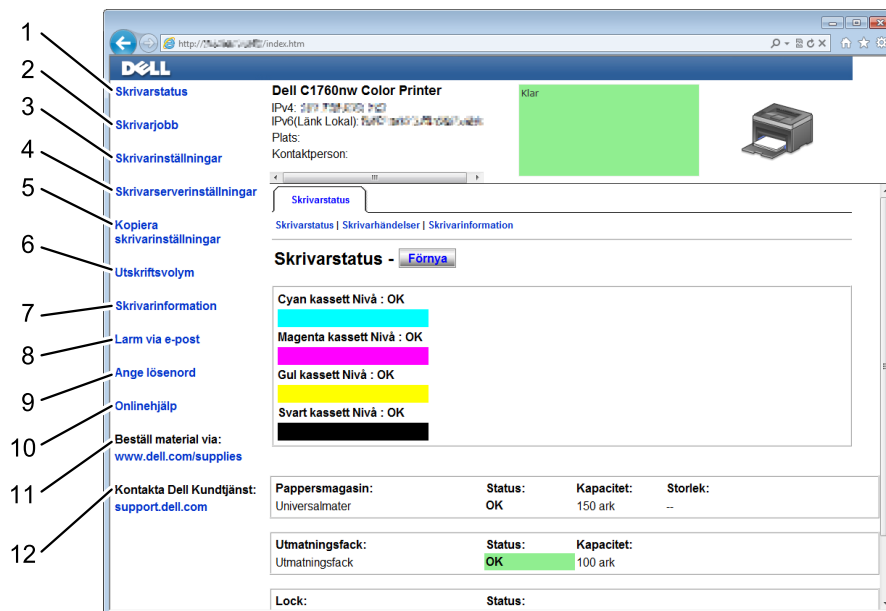 http:// /index.htm
DELL
1
2
3
4
5
6
7
8
9
10
11
12
Skrivarstatus
Skrivarjobb
Skrivarinställningar
Skrivarserverinställningar
Kopiera
skrivarinställningar
Utskriftsvolym
Skrivarinformation
Larm via e-post
Ange lösenord
Onlinehjälp
Beställ material via:
www.dell.com/supplies
Kontakta Dell Kundtjänst:
support.dell.com
Dell C1760nw Color Printer
IPv4:
IPv6(Länk Lokal):
Plats:
Kontaktperson:
Klar
Skrivarstatus
Skrivarstatus | Skrivarhändelser | Skrivarinformation
Skrivarstatus - Förnya
Cyan kassett Nivå : OK
Magenta kassett Nivå : OK
Gul kassett Nivå : OK
Svart kassett Nivå : OK
Pappersmagasin: Status: Kapacitet: Storlek:
Universalmater OK 150 ark --
Utmatningsfack: Status: Kapacitet:
Utmatningsfack OK 100 ark
Lock: Status: